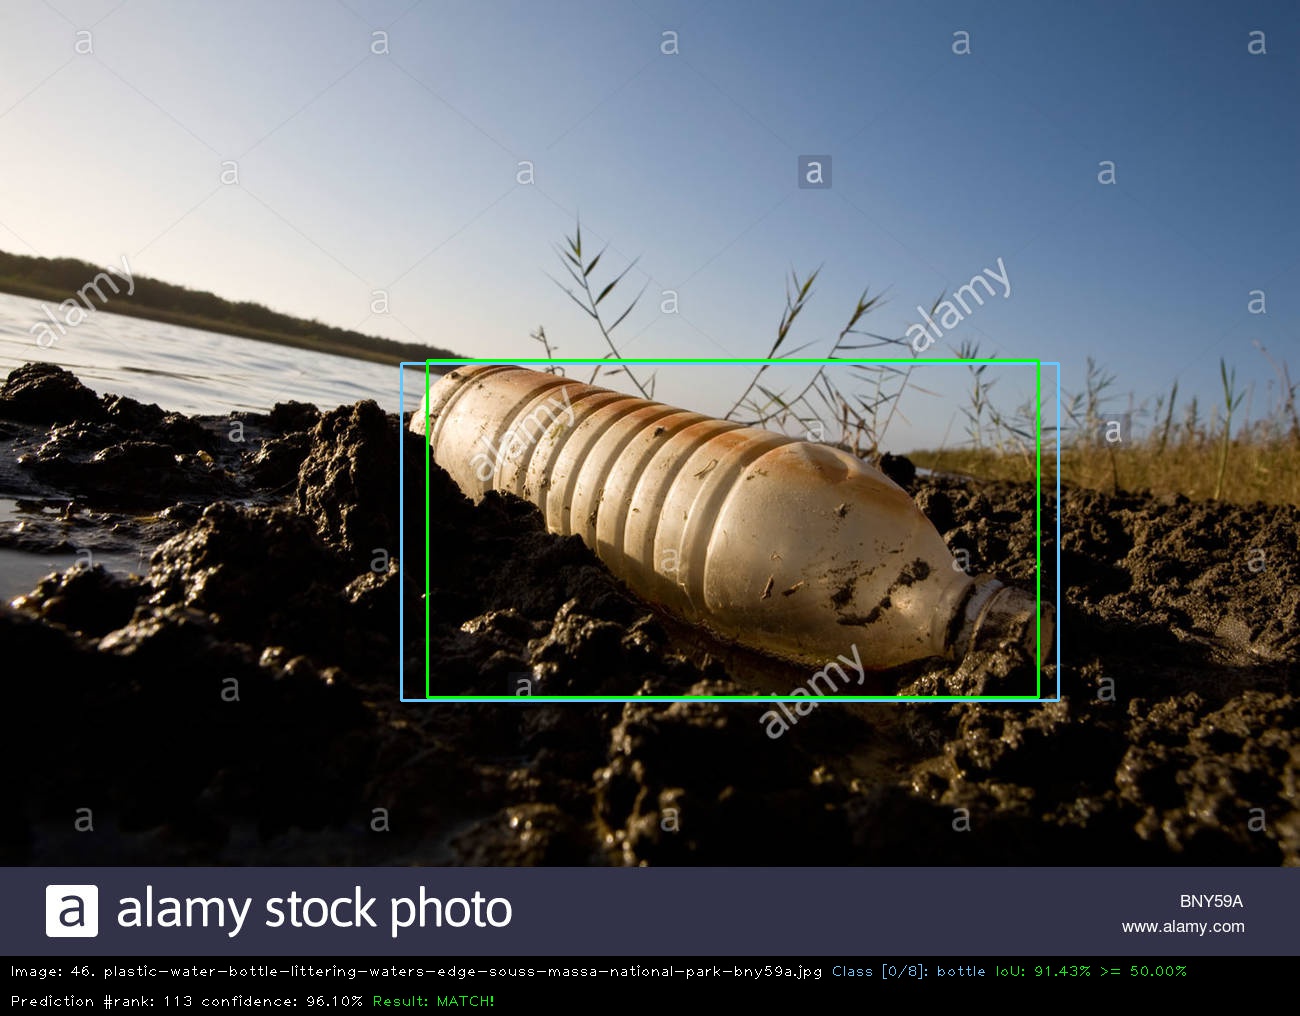 a a a a a
a a a a
alamy alamy
a a a
alamy
a a
a a a
a a a
alamy
a a a a a
a alamy stock photo
BNY59A
www.alamy.com
Image: 46. plastic-water-bottle-littering-waters-edge-souss-massa-national-park-bny59a.jpg Class [0/8]: bottle IoU: 91.43% >= 50.00%
Prediction #rank: 113 confidence: 96.10% Result: MATCH!